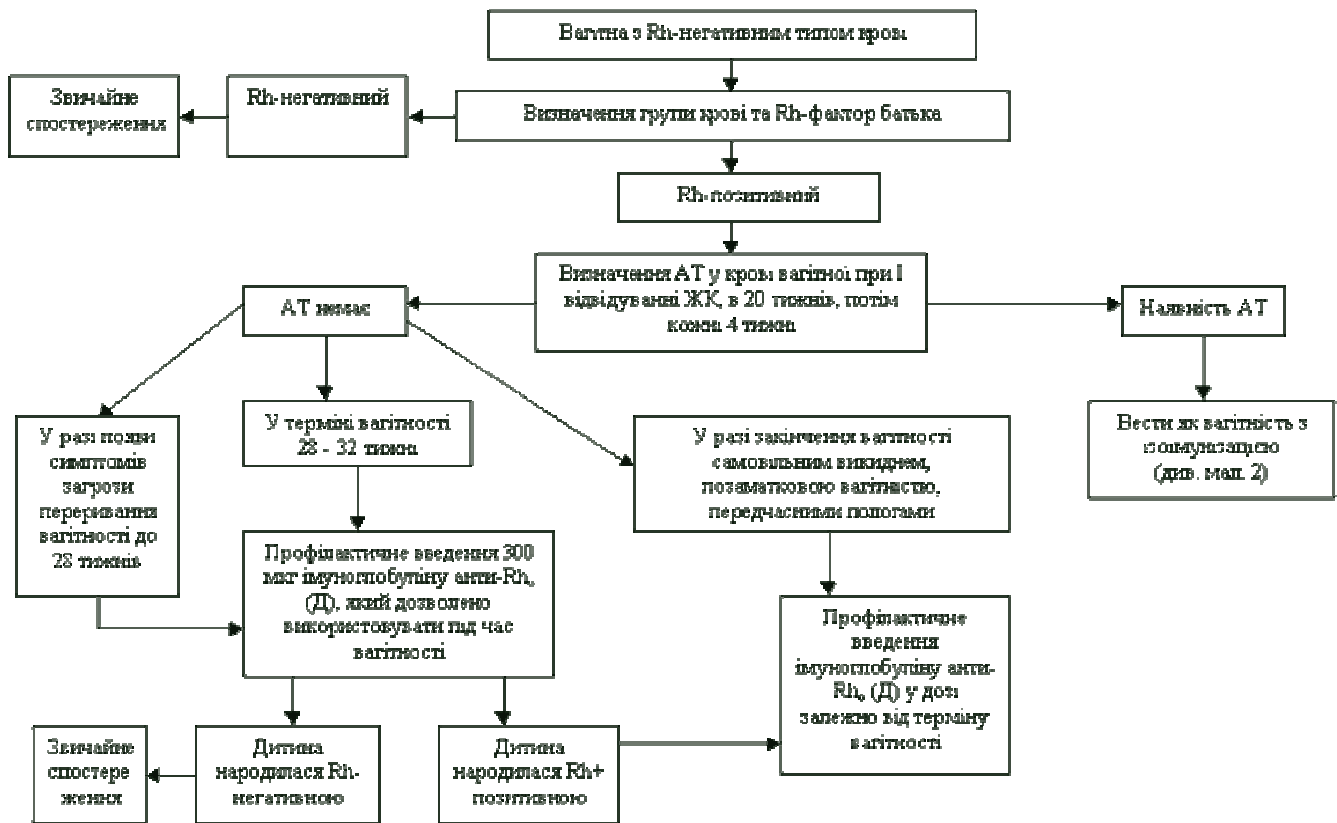 Вагітна з Rh-негативним типом крові
Звичайне
спостереження
Rh-негативний
Визначення групи крові та Rh-фактор батька
Rh-позитивний
Визначення АТ у крові вагітної при І
відвідуванні ЖК, в 20 тижнів, потім
кожні 4 тижні
АТ немає
Наявність АТ
У разі появи
симптомів
загрози
переривання
вагітності до
28 тижнів
У терміні вагітності
28 - 32 тижні
У разі закінчення вагітності
самовільним викиднем,
позаматковою вагітністю,
передчасними пологами
Вести як вагітність з
ізоімунізацією
(див. мал. 2)
Профілактичне введення 300
мкг імуноглобуліну анти-Rh₀
(Д), який дозволено
використовувати під час
вагітності
Профілактичне
введення
імуноглобуліну анти-
Rh₀ (Д) у дозі
залежно від терміну
вагітності
Звичайне
спостере
ження
Дитина
народилася Rh-
негативною
Дитина
народилася Rh+
позитивною